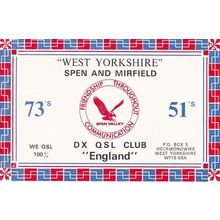 "WEST YORKSHIRE"
SPEN AND MIRFIELD
73'S
51'S
FRIENDSHIP THROUGHOUT
COMMUNICATION
SPEN VALLEY
WE QSL
100%
DX QSL CLUB
"England"
P.O. BOX 5
HECKMONDWIKE
WEST YORKSHIRE
WF16 0RA